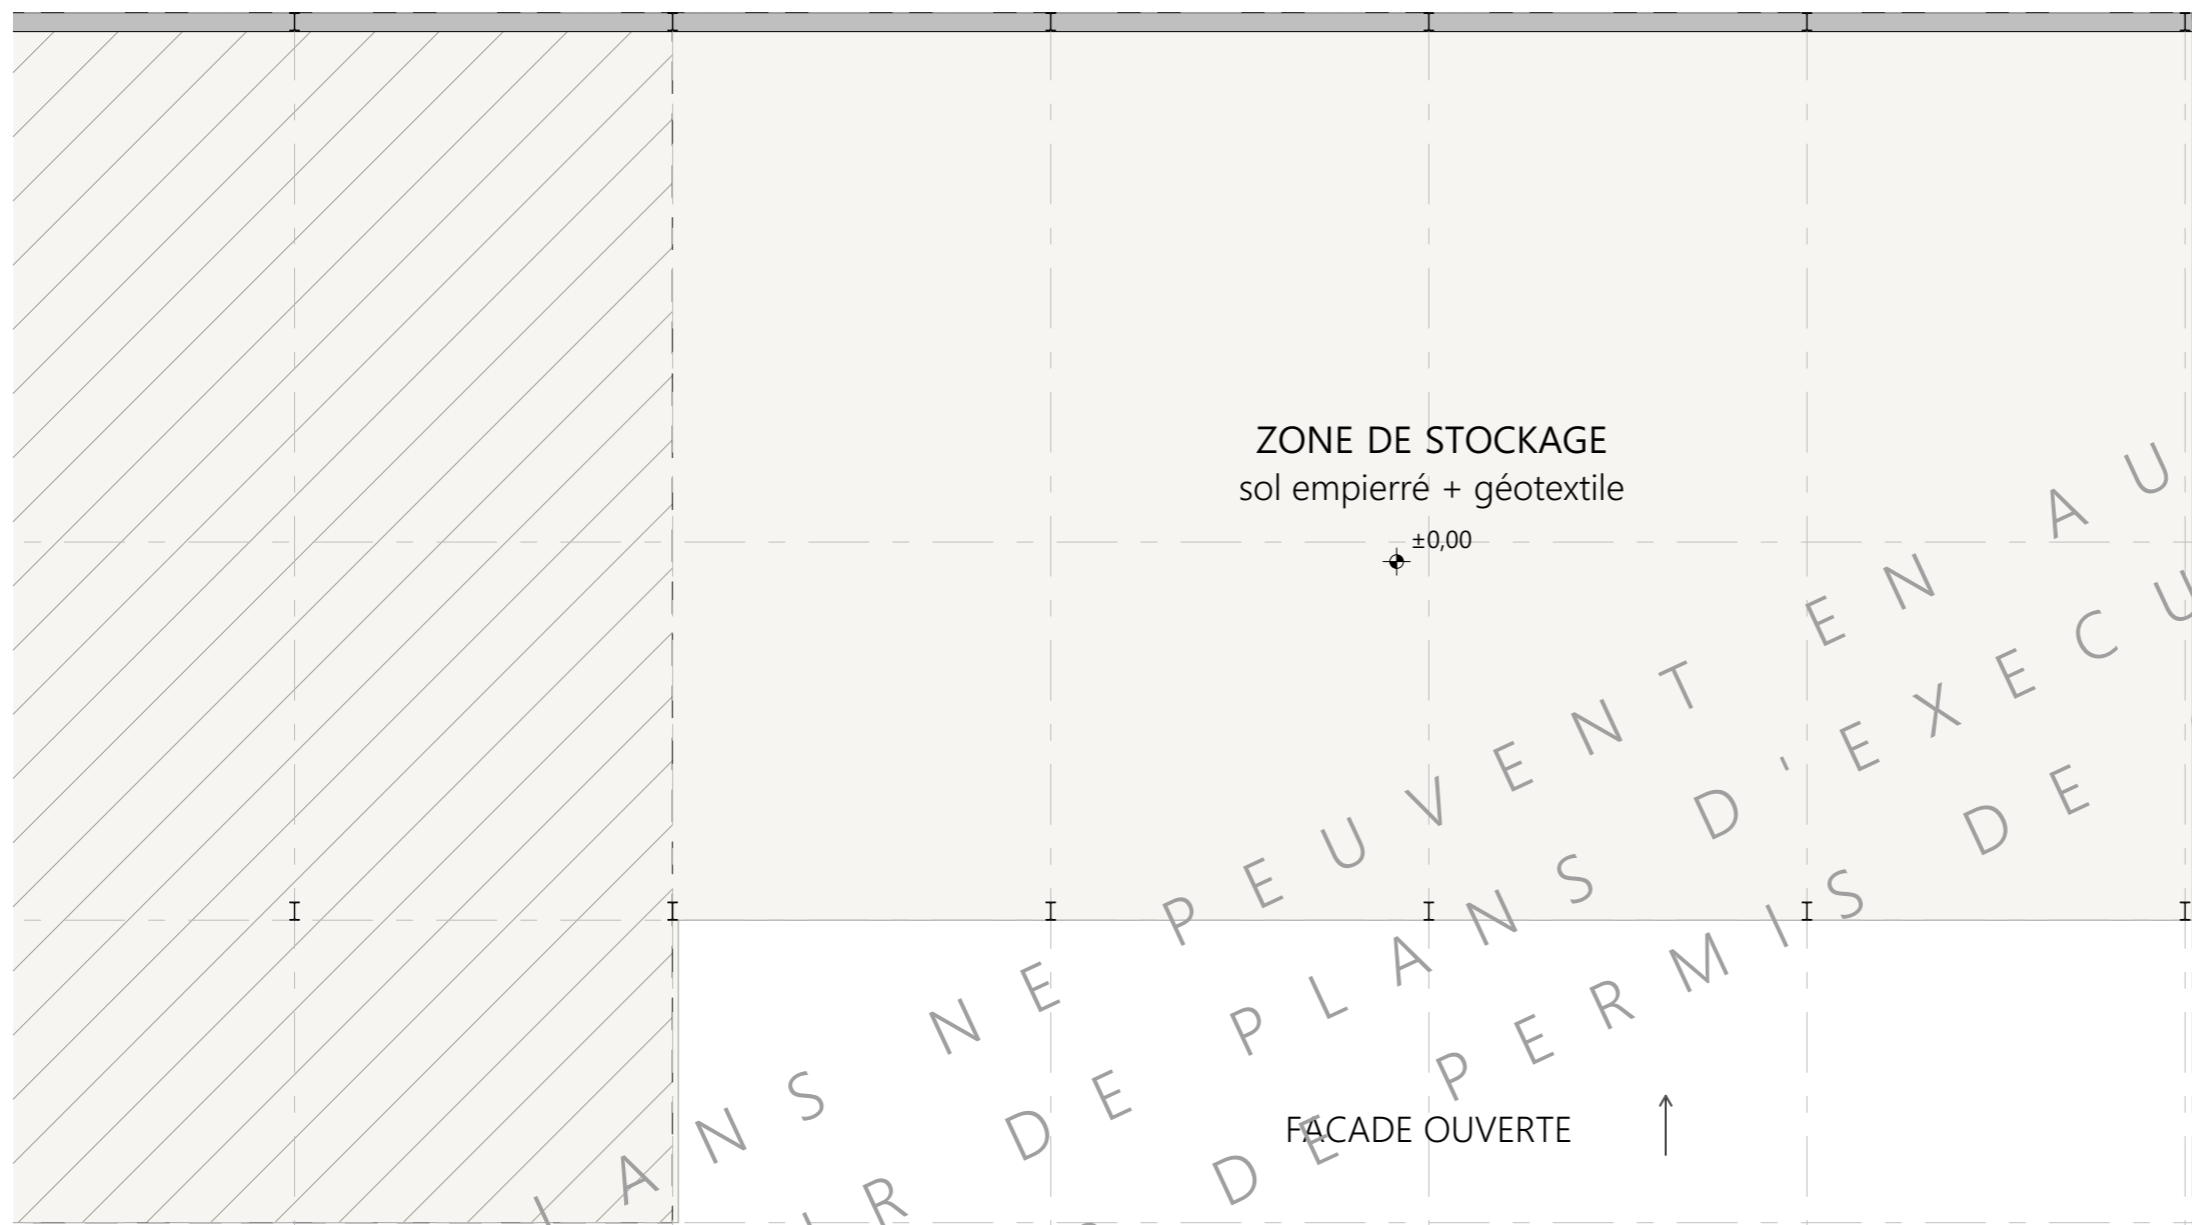 ZONE DE STOCKAGE
sol empierré + géotextile
±0,00
LANS NE PEUVENT EN AU
IR DE PLANS D'EXECU
DE PERMIS DE
FACADE OUVERTE